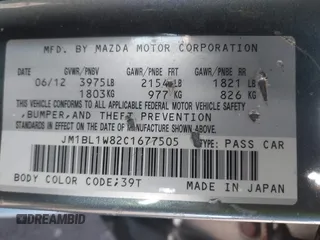 MFD. BY MAZDA MOTOR CORPORATION
DATE GVWR/PNBV GAWR/PNBE FRT GAWR/PNBE RR
06/12 3975LB 2154LB 1821LB
1803KG 977KG 826KG
THIS VEHICLE CONFORMS TO ALL APPLICABLE FEDERAL MOTOR VEHICLE SAFETY
,BUMPER, AND THEFT PREVENTION
STANDARDS IN EFFECT ON THE DATE OF MANUFACTURE SHOWN ABOVE.
JM1BL1W82C1677505 TYPE: PASS CAR
BODY COLOR CODE;39T MADE IN JAPAN
DREAMBID